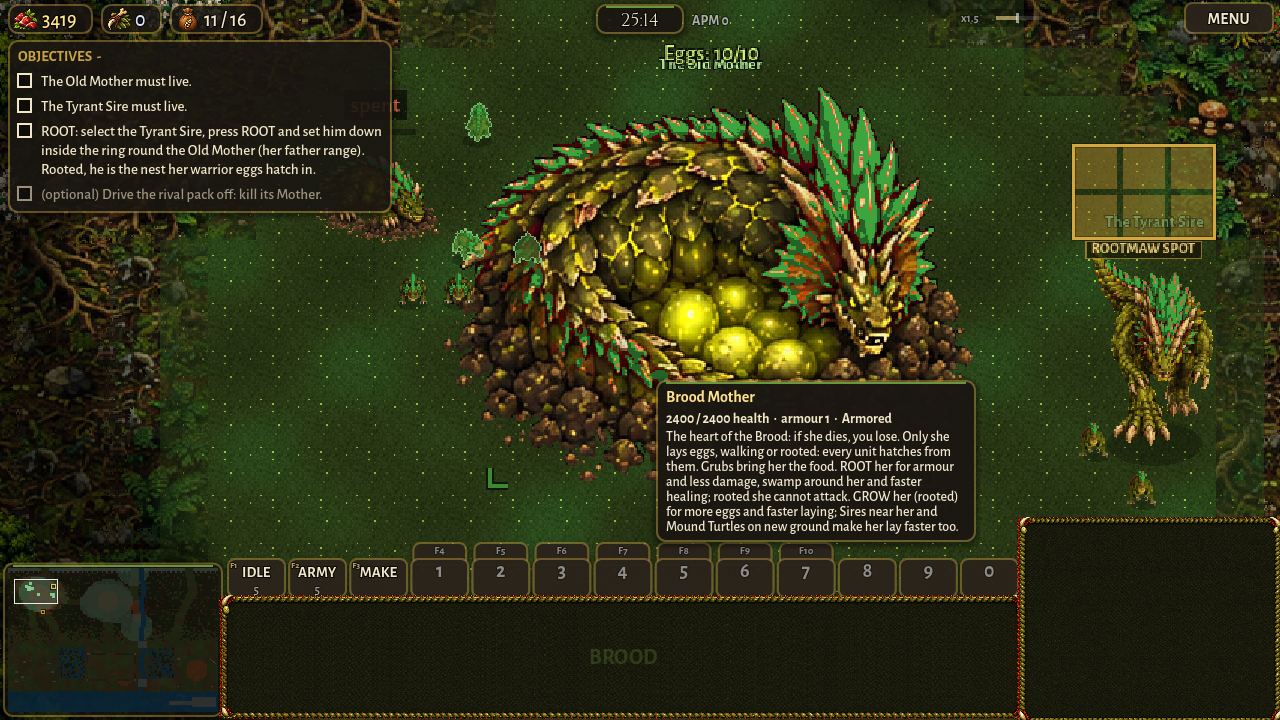 3419
0
11 / 16
25:14
APM 0.
x1.5
MENU
Eggs: 10/10
The Old Mother
OBJECTIVES -
The Old Mother must live.
The Tyrant Sire must live.
ROOT: select the Tyrant Sire, press ROOT and set him down
inside the ring round the Old Mother (her father range).
Rooted, he is the nest her warrior eggs hatch in.
(optional) Drive the rival pack off: kill its Mother.
spent
The Tyrant Sire
ROOTMAW SPOT
Brood Mother
2400 / 2400 health · armour 1 · Armored
The heart of the Brood: if she dies, you lose. Only she
lays eggs, walking or rooted: every unit hatches from
them. Grubs bring her the food. ROOT her for armour
and less damage, swamp around her and faster
healing; rooted she cannot attack. GROW her (rooted)
for more eggs and faster laying; Sires near her and
Mound Turtles on new ground make her lay faster too.
F4 F5 F6 F7 F8 F9 F10
F1 IDLE F2 ARMY F3 MAKE 1 2 3 4 5 6 7 8 9 0
5 5
BROOD